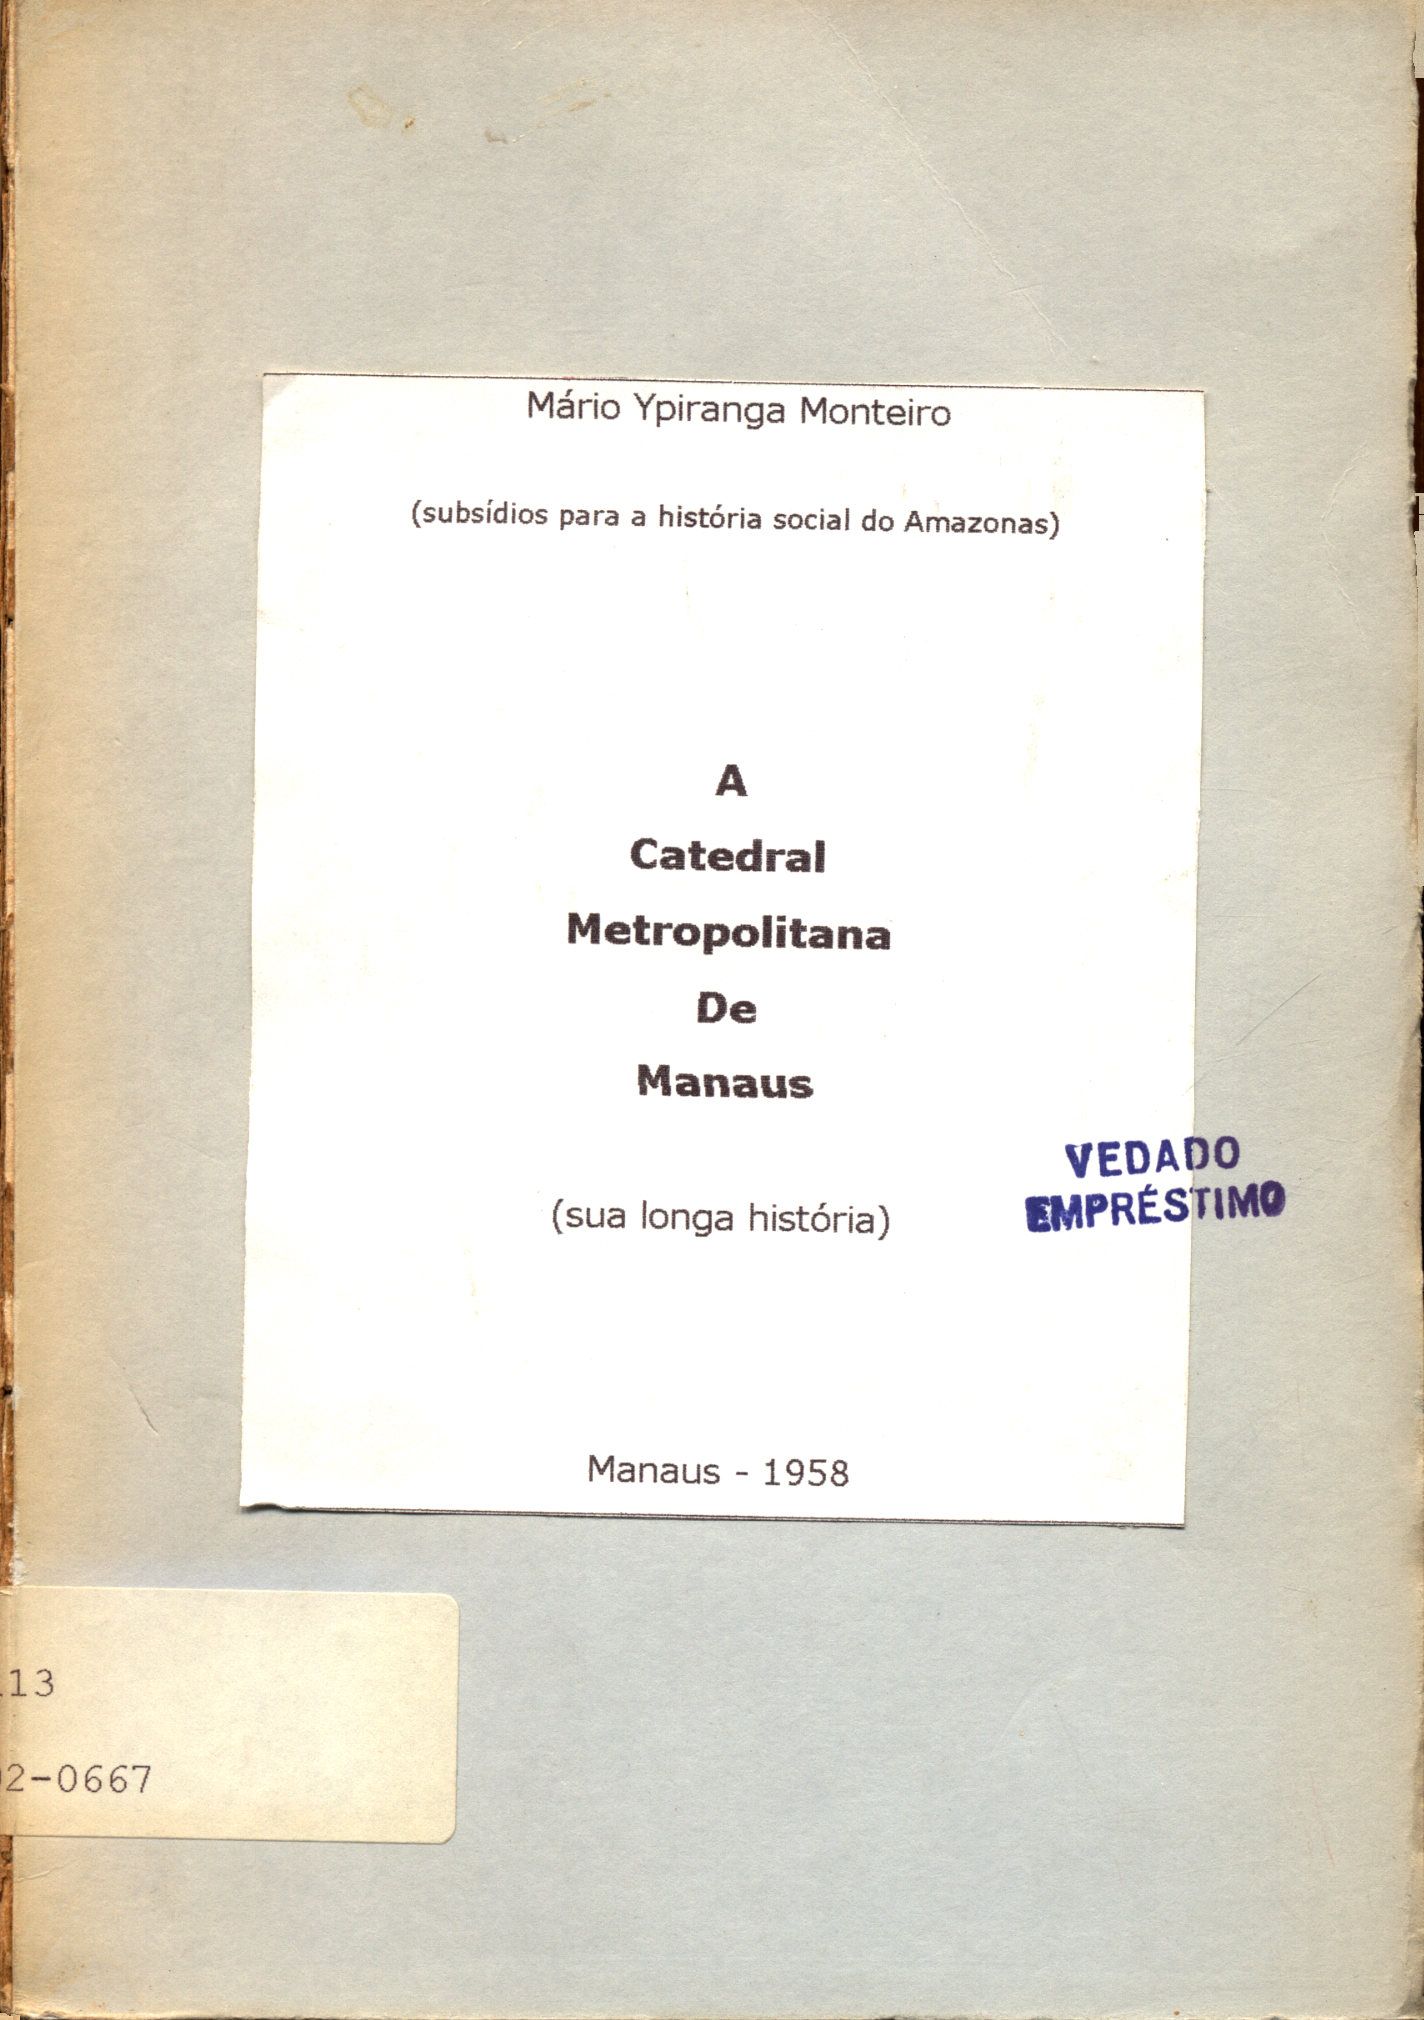 Mário Ypiranga Monteiro
(subsídios para a história social do Amazonas)
A
Catedral
Metropolitana
De
Manaus
(sua longa história)
VEDADO
EMPRÉSTIMO
Manaus - 1958
13
2-0667